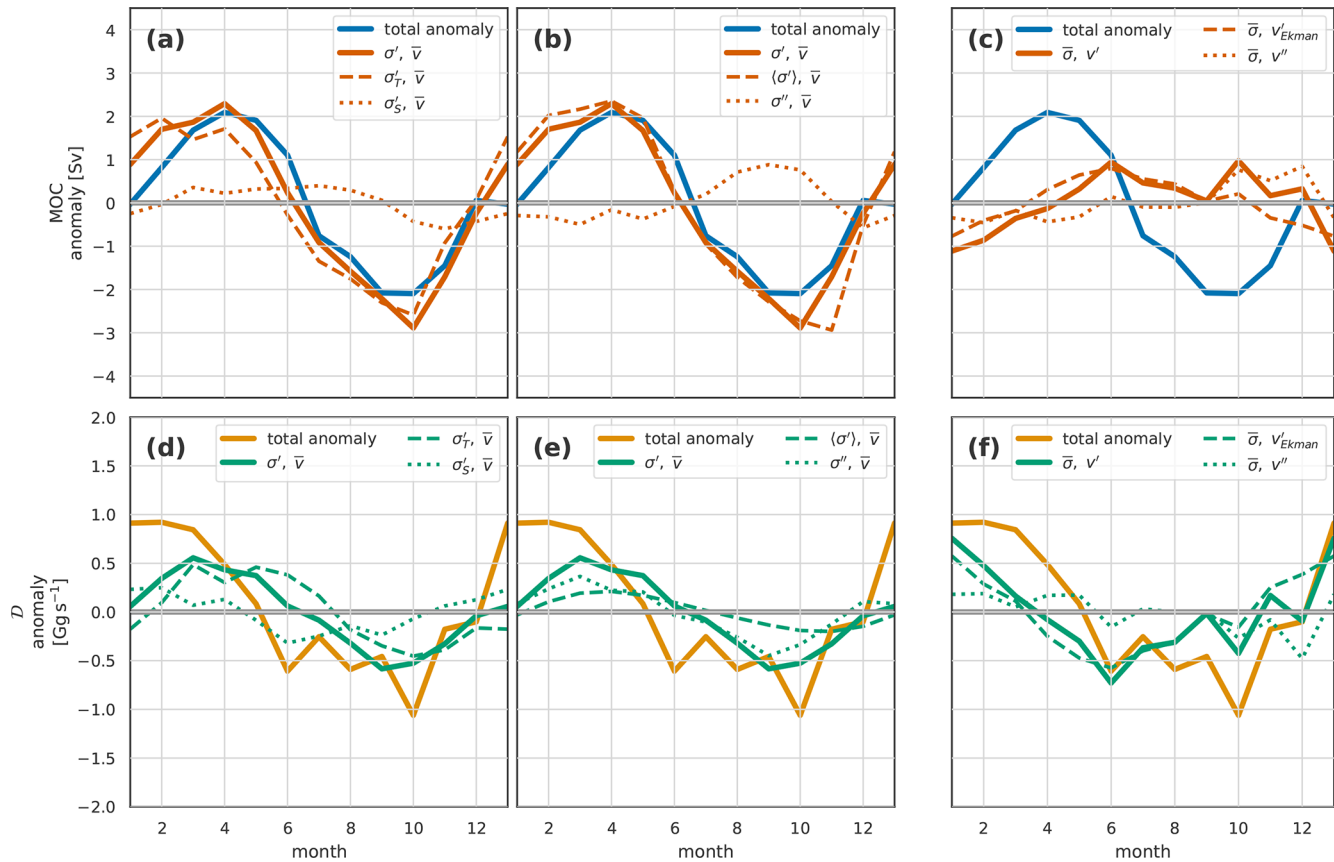 (a)
total anomaly
σ′, v̅
σ′_T, v̅
σ′_S, v̅
(b)
total anomaly
σ′, v̅
⟨σ′⟩, v̅
σ″, v̅
(c)
total anomaly
σ̅, v′
σ̅, v′_Ekman
σ̅, v″
MOC
anomaly [Sv]
4
3
2
1
0
−1
−2
−3
−4
(d)
total anomaly
σ′, v̅
σ′_T, v̅
σ′_S, v̅
(e)
total anomaly
σ′, v̅
⟨σ′⟩, v̅
σ″, v̅
(f)
total anomaly
σ̅, v′
σ̅, v′_Ekman
σ̅, v″
𝒟
anomaly
[Gg s⁻¹]
2.0
1.5
1.0
0.5
0.0
−0.5
−1.0
−1.5
−2.0
2 4 6 8 10 12
month
2 4 6 8 10 12
month
2 4 6 8 10 12
month